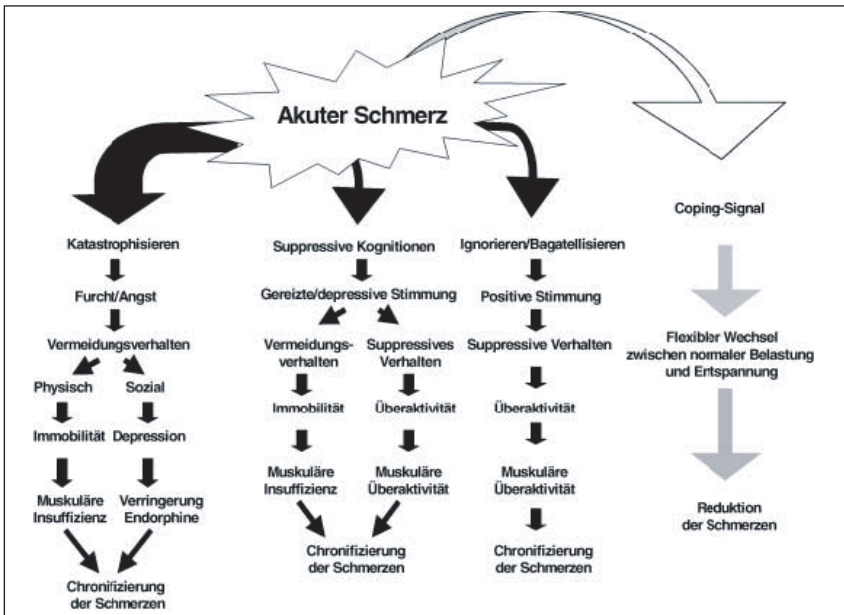 Akuter Schmerz
Katastrophisieren
Furcht/Angst
Vermeidungsverhalten
Physisch
Sozial
Immobilität
Depression
Muskuläre
Insuffizienz
Verringerung
Endorphine
Chronifizierung
der Schmerzen
Suppressive Kognitionen
Gereizte/depressive Stimmung
Vermeidungs-
verhalten
Suppressives
Verhalten
Immobilität
Überaktivität
Muskuläre
Insuffizienz
Muskuläre
Überaktivität
Chronifizierung
der Schmerzen
Ignorieren/Bagatellisieren
Positive Stimmung
Suppressive Verhalten
Überaktivität
Muskuläre
Überaktivität
Chronifizierung
der Schmerzen
Coping-Signal
Flexibler Wechsel
zwischen normaler Belastung
und Entspannung
Reduktion
der Schmerzen